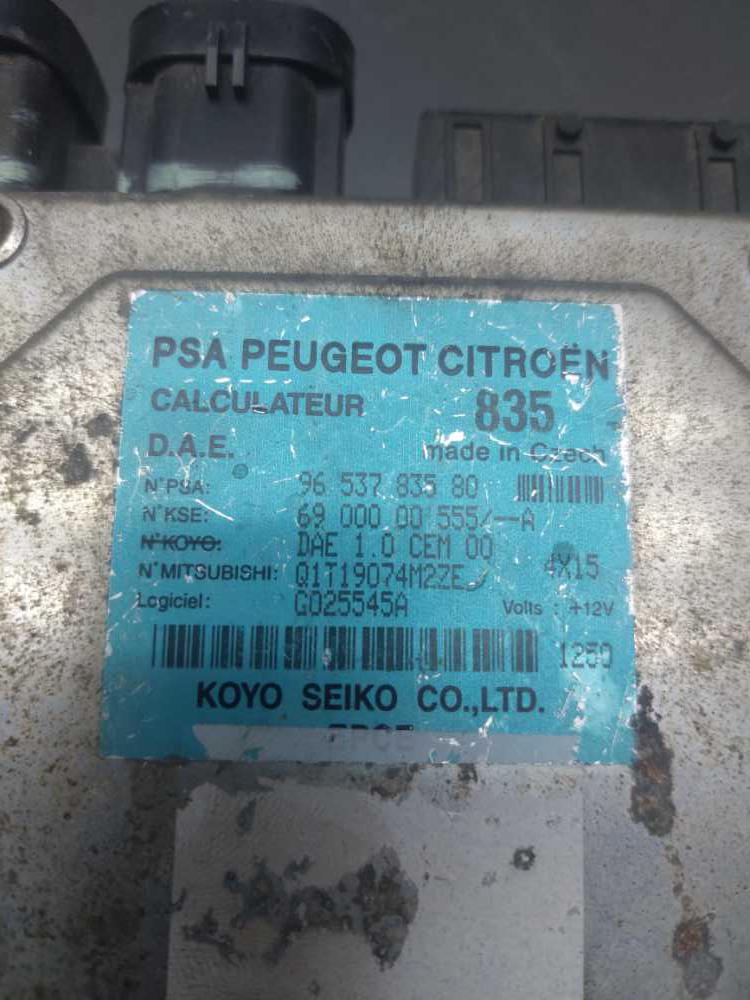 PSA PEUGEOT CITROËN
CALCULATEUR 835
D.A.E. made in Czech
N°PSA: 96 537 835 80
N°KSE: 69 000 00 555/--A
N°KOYO: DAE 1.0 CEM 00
N°MITSUBISHI: Q1T19074M2ZE 4X15
Logiciel: G025545A Volts : +12V
1250
KOYO SEIKO CO.,LTD.